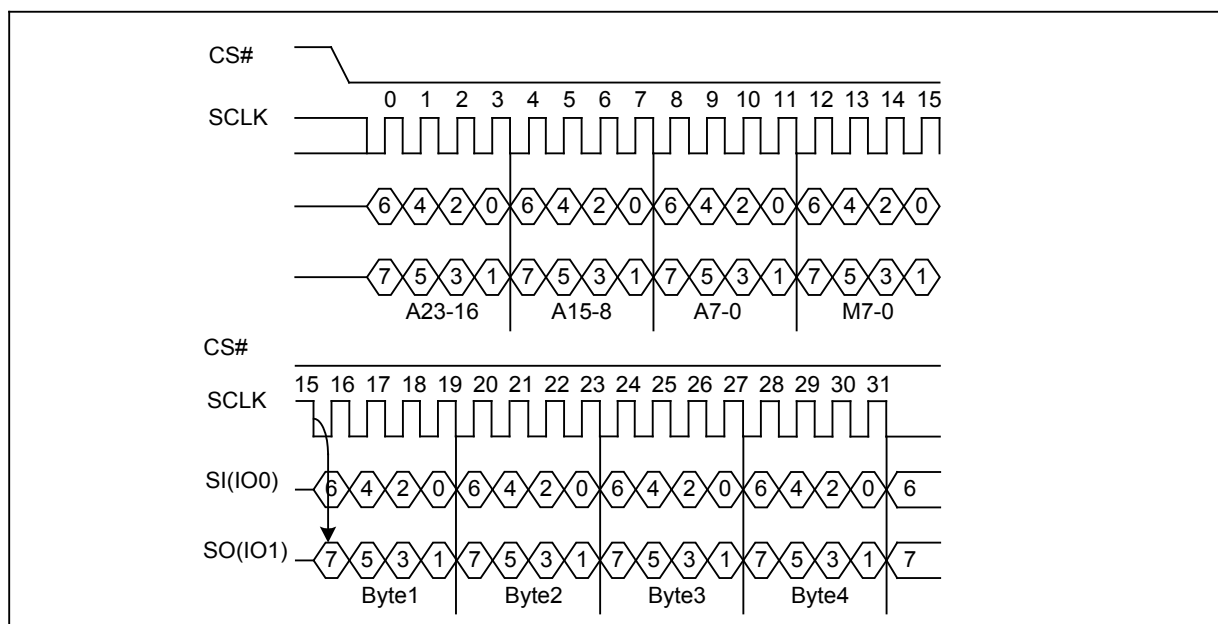 CS#
0 1 2 3 4 5 6 7 8 9 10 11 12 13 14 15
SCLK
6 4 2 0 6 4 2 0 6 4 2 0 6 4 2 0
7 5 3 1 7 5 3 1 7 5 3 1 7 5 3 1
A23-16 A15-8 A7-0 M7-0
CS#
15 16 17 18 19 20 21 22 23 24 25 26 27 28 29 30 31
SCLK
SI(IO0) 6 4 2 0 6 4 2 0 6 4 2 0 6 4 2 0 6
SO(IO1) 7 5 3 1 7 5 3 1 7 5 3 1 7 5 3 1 7
Byte1 Byte2 Byte3 Byte4